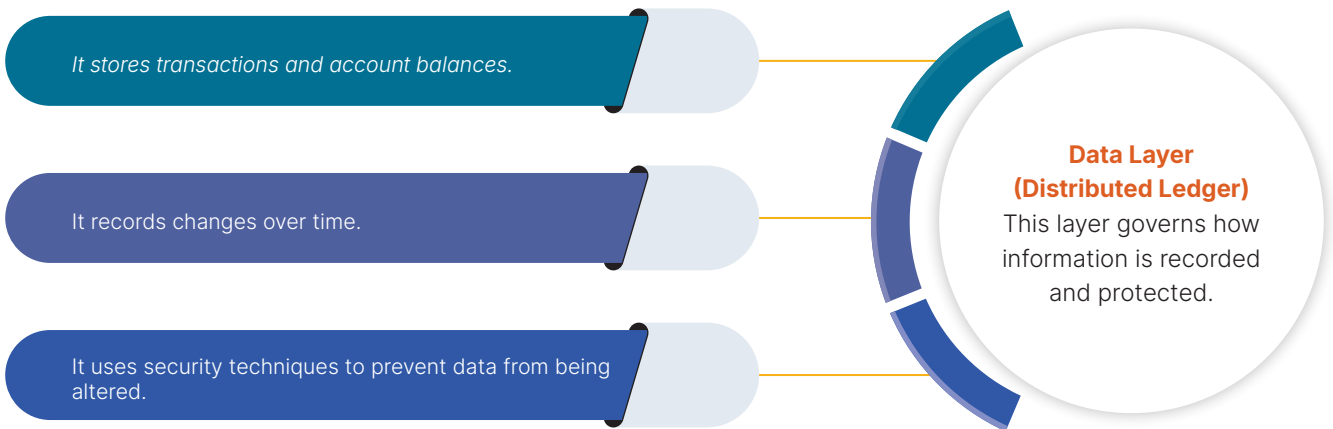 It stores transactions and account balances.
It records changes over time.
It uses security techniques to prevent data from being
altered.
Data Layer
(Distributed Ledger)
This layer governs how
information is recorded
and protected.